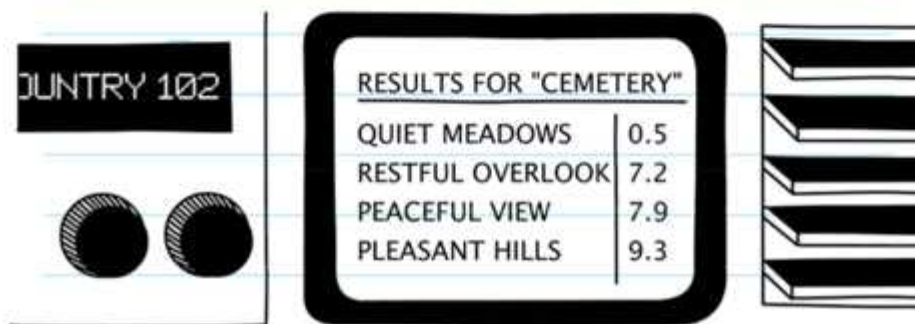 OUNTRY 102
RESULTS FOR "CEMETERY"
QUIET MEADOWS 0.5
RESTFUL OVERLOOK 7.2
PEACEFUL VIEW 7.9
PLEASANT HILLS 9.3